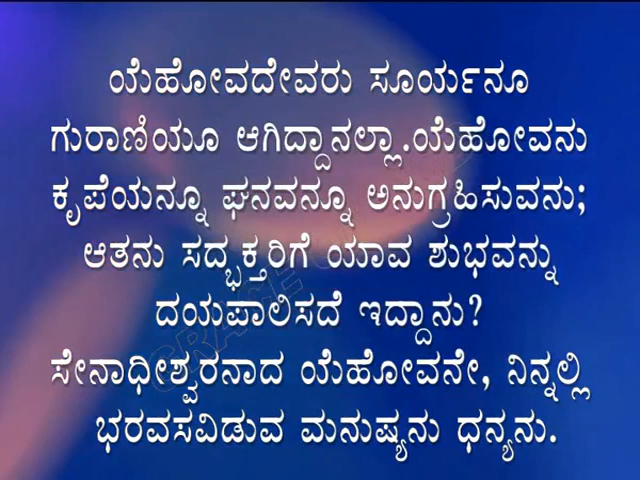 ಯೆಹೋವದೇವರು ಸೂರ್ಯನೂ
ಗುರಾಣಿಯೂ ಆಗಿದ್ದಾನಲ್ಲಾ.ಯೆಹೋವನು
ಕೃಪೆಯನ್ನೂ ಘನವನ್ನೂ ಅನುಗ್ರಹಿಸುವನು;
ಆತನು ಸದ್ಭಕ್ತರಿಗೆ ಯಾವ ಶುಭವನ್ನು
ದಯಪಾಲಿಸದೆ ಇದ್ದಾನು?
ಸೇನಾಧೀಶ್ವರನಾದ ಯೆಹೋವನೇ, ನಿನ್ನಲ್ಲಿ
ಭರವಸವಿಡುವ ಮನುಷ್ಯನು ಧನ್ಯನು.